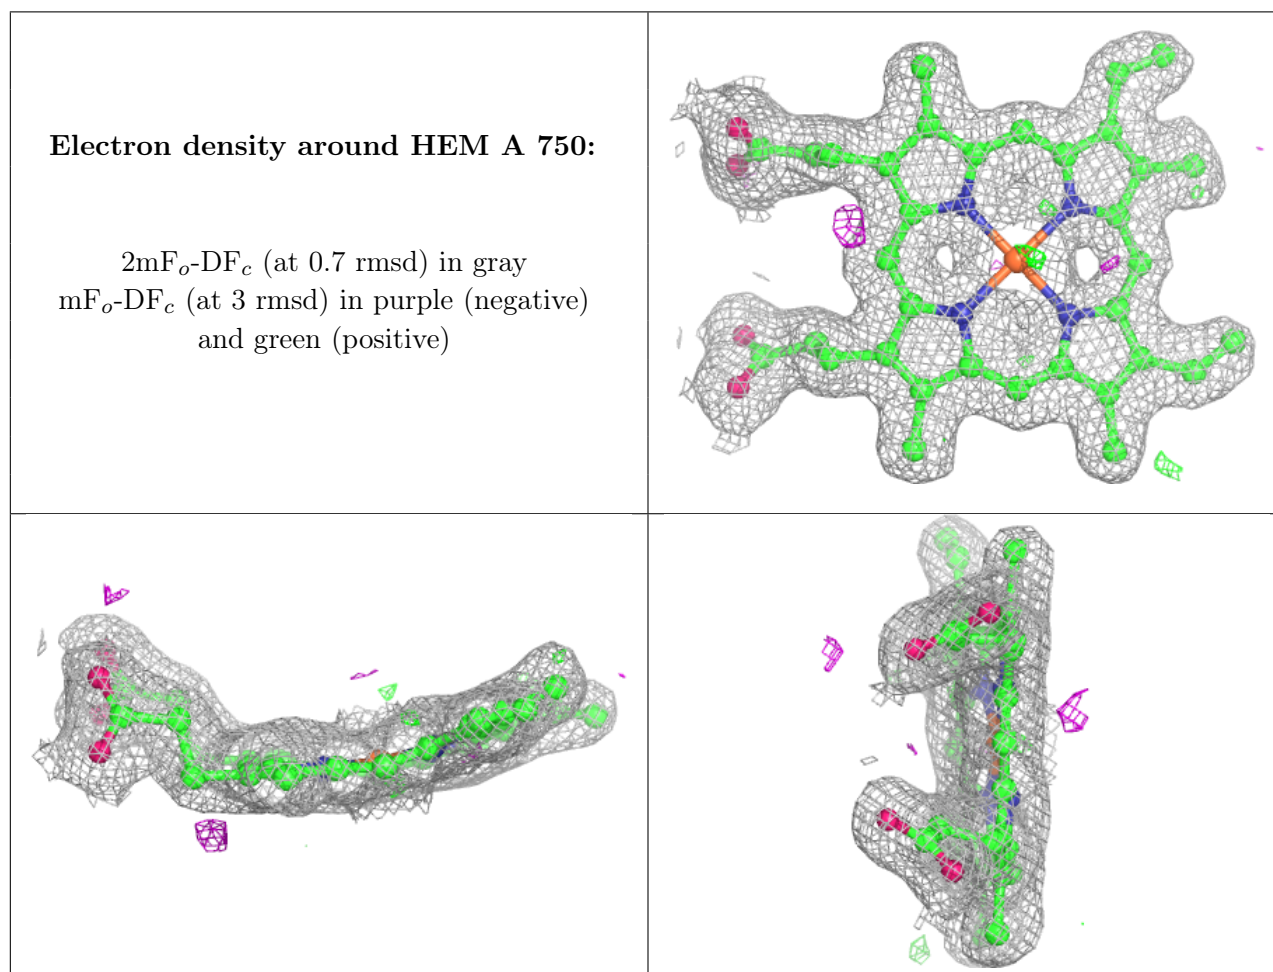 Electron density around HEM A 750:
2mFo-DFc (at 0.7 rmsd) in gray
mFo-DFc (at 3 rmsd) in purple (negative)
and green (positive)